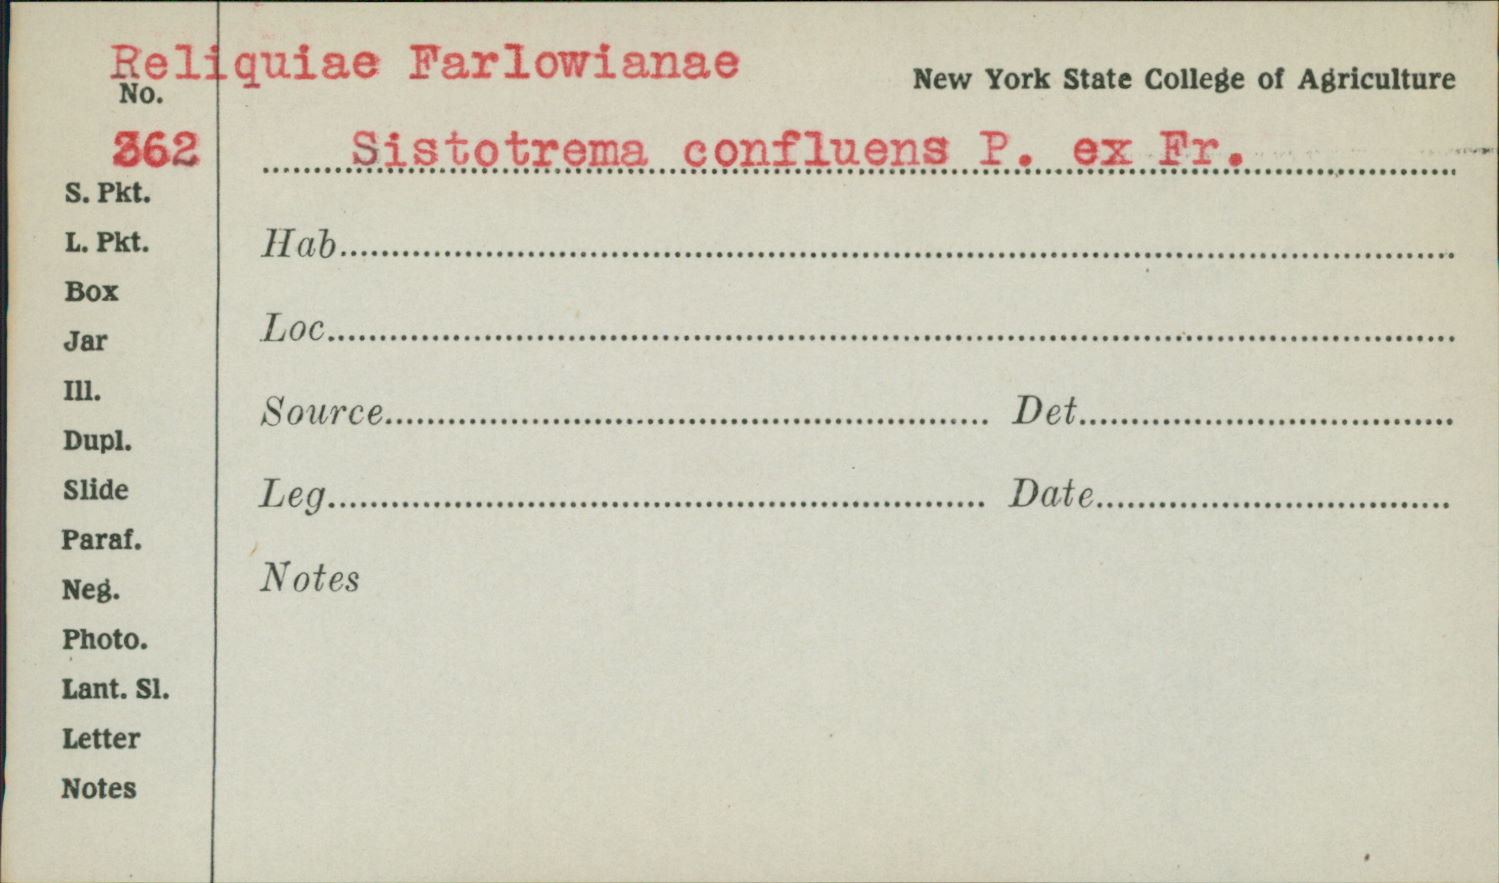 Reliquiae Farlowianae
New York State College of Agriculture
No.
362
Sistotrema confluens P. ex Fr.
S. Pkt.
L. Pkt.
Box
Jar
Ill.
Dupl.
Slide
Paraf.
Neg.
Photo.
Lant. Sl.
Letter
Notes
Hab
Loc
Source Det
Leg Date
Notes